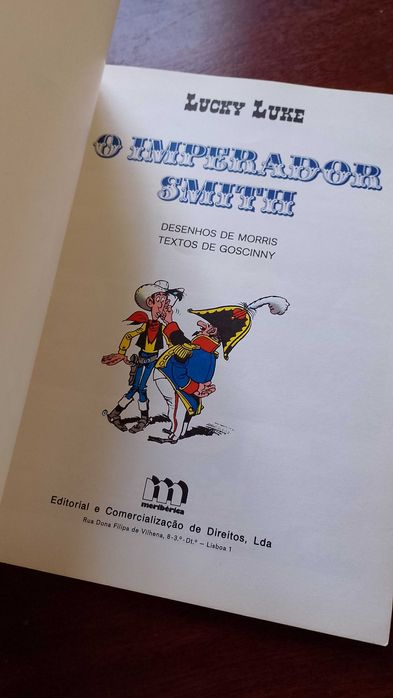 LUCKY LUKE
O IMPERADOR
SMITH
DESENHOS DE MORRIS
TEXTOS DE GOSCINNY
m
meribérica
Editorial e Comercialização de Direitos, Lda
Rua Dona Filipa de Vilhena, 8-3.º-Dt.º – Lisboa 1